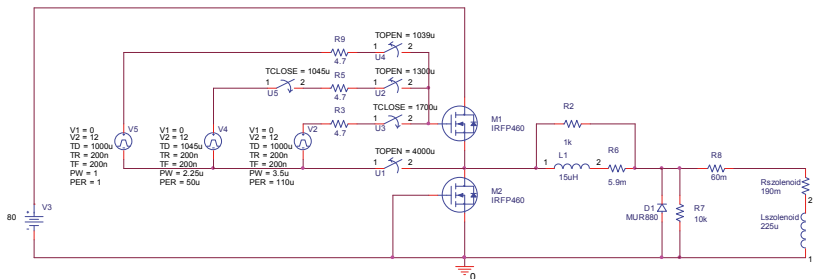 R9
4.7
TOPEN = 1039u
1
2
U4
TCLOSE = 1045u
1
2
U5
R5
4.7
TOPEN = 1300u
1
2
U2
R3
4.7
TCLOSE = 1700u
1
2
U3
M1
IRFP460
V1 = 0
V2 = 12
TD = 1000u
TR = 200n
TF = 200n
PW = 1
PER = 1
V5
V1 = 0
V2 = 12
TD = 1045u
TR = 200n
TF = 200n
PW = 2.25u
PER = 50u
V4
V1 = 0
V2 = 12
TD = 1000u
TR = 200n
TF = 200n
PW = 3.5u
PER = 110u
V2
TOPEN = 4000u
1
2
U1
M2
IRFP460
R2
1k
L1
1
2
15uH
R6
5.9m
R8
60m
Rszolenoid
190m
2
Lszolenoid
225u
1
D1
MUR880
R7
10k
80
V3
0